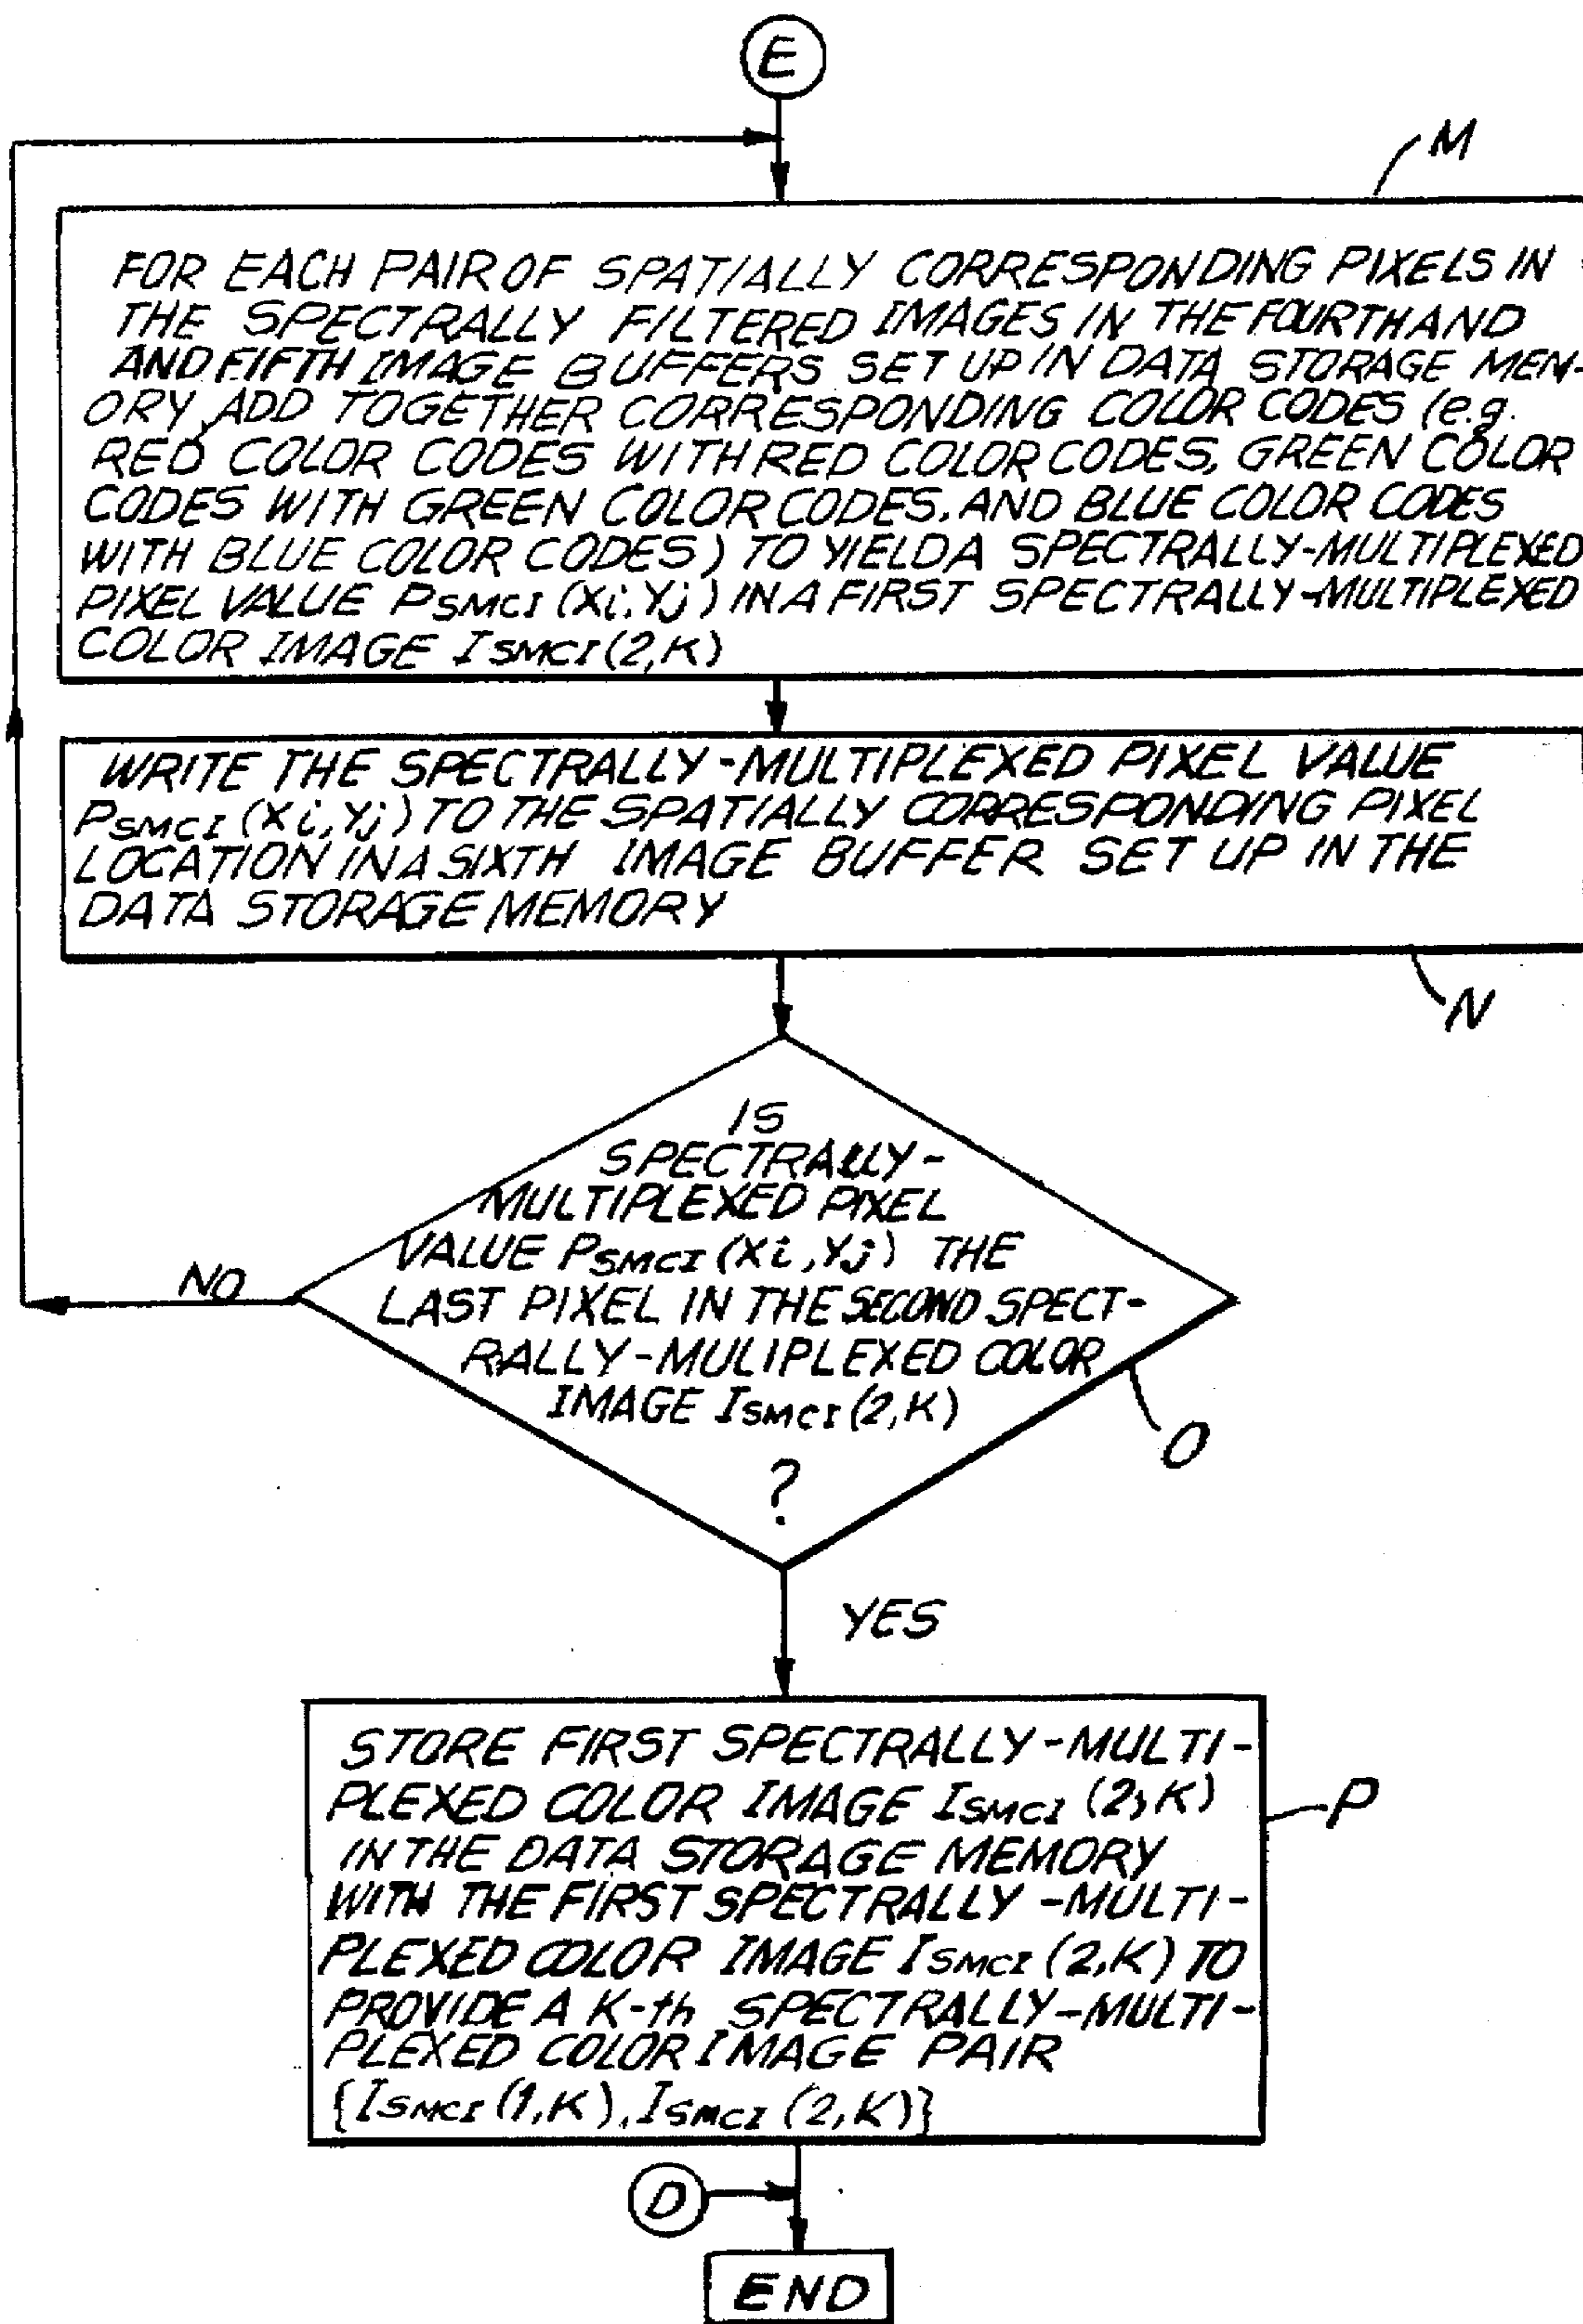 E
M
FOR EACH PAIR OF SPATIALLY CORRESPONDING PIXELS IN
THE SPECTRALLY FILTERED IMAGES IN THE FOURTH AND
AND FIFTH IMAGE BUFFERS SET UP IN DATA STORAGE MEN-
ORY, ADD TOGETHER CORRESPONDING COLOR CODES (e.g.
RED COLOR CODES WITH RED COLOR CODES, GREEN COLOR
CODES WITH GREEN COLOR CODES, AND BLUE COLOR CODES
WITH BLUE COLOR CODES) TO YIELD A SPECTRALLY-MULTIPLEXED
PIXEL VALUE PSMCI (Xi, Yj) IN A FIRST SPECTRALLY-MULTIPLEXED
COLOR IMAGE ISMCI (2,K)
WRITE THE SPECTRALLY-MULTIPLEXED PIXEL VALUE
PSMCI (Xi, Yj) TO THE SPATIALLY CORRESPONDING PIXEL
LOCATION IN A SIXTH IMAGE BUFFER SET UP IN THE
DATA STORAGE MEMORY
N
IS
SPECTRALLY-
MULTIPLEXED PIXEL
VALUE PSMCI (Xi, Yj) THE
LAST PIXEL IN THE SECOND SPECT-
RALLY-MULIPLEXED COLOR
IMAGE ISMCI (2,K)
?
NO
O
YES
STORE FIRST SPECTRALLY-MULTI-
PLEXED COLOR IMAGE ISMCI (2,K)
IN THE DATA STORAGE MEMORY
WITH THE FIRST SPECTRALLY-MULTI-
PLEXED COLOR IMAGE ISMCI (2,K) TO
PROVIDE A K-th SPECTRALLY-MULTI-
PLEXED COLOR IMAGE PAIR
{ISMCI (1,K), ISMCI (2,K)}
P
D
END